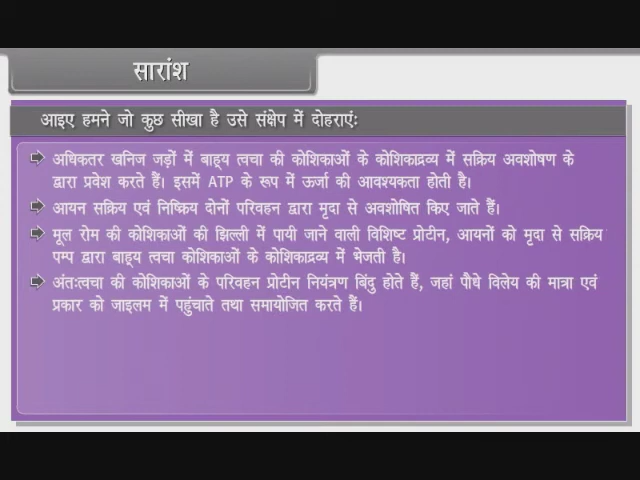 सारांश
आइए हमने जो कुछ सीखा है उसे संक्षेप में दोहराएंः
अधिकतर खनिज जड़ों में बाह्य त्वचा की कोशिकाओं के कोशिकाद्रव्य में सक्रिय अवशोषण के
द्वारा प्रवेश करते हैं। इसमें ATP के रूप में ऊर्जा की आवश्यकता होती है।
आयन सक्रिय एवं निष्क्रिय दोनों परिवहन द्वारा मृदा से अवशोषित किए जाते हैं।
मूल रोम की कोशिकाओं की झिल्ली में पायी जाने वाली विशिष्ट प्रोटीन, आयनों को मृदा से सक्रिय
पम्प द्वारा बाह्य त्वचा कोशिकाओं के कोशिकाद्रव्य में भेजती है।
अंतःत्वचा की कोशिकाओं के परिवहन प्रोटीन नियंत्रण बिंदु होते हैं, जहां पौधे विलेय की मात्रा एवं
प्रकार को जाइलम में पहुंचाते तथा समायोजित करते हैं।